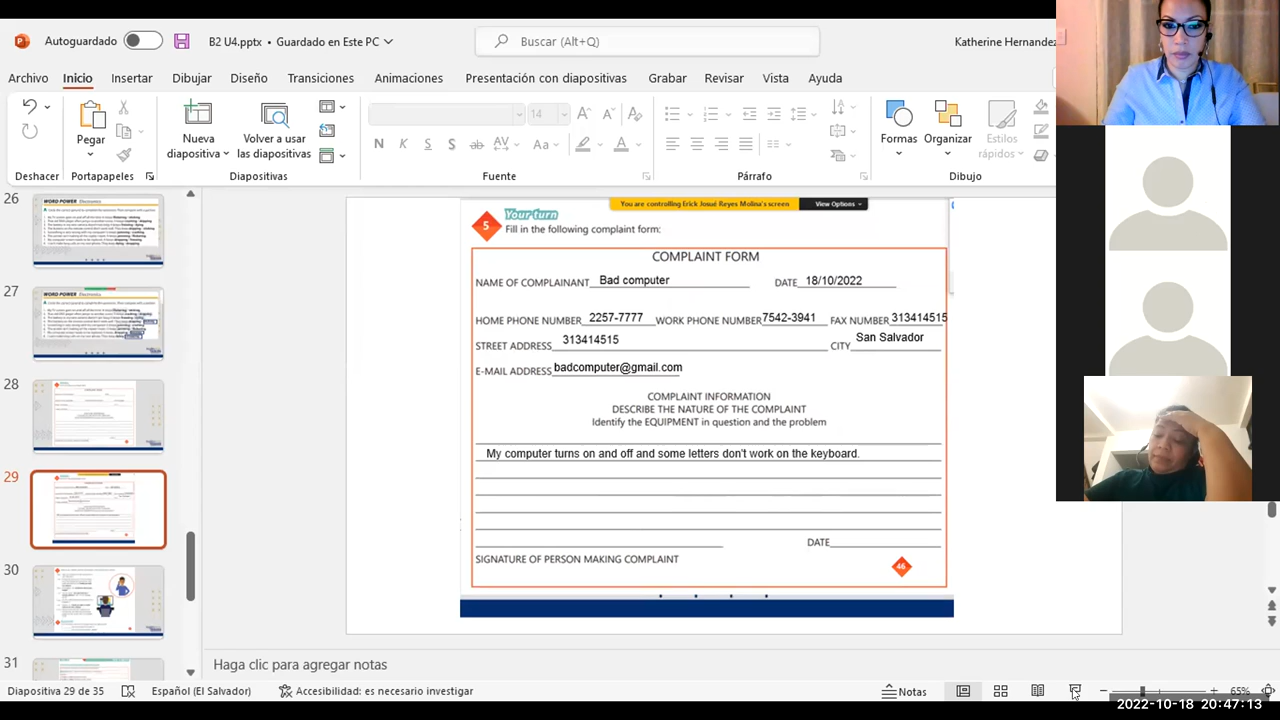 Autoguardado
B2 U4.pptx • Guardado en Este PC
Buscar (Alt+Q)
Katherine Hernandez
Archivo Inicio Insertar Dibujar Diseño Transiciones Animaciones Presentación con diapositivas Grabar Revisar Vista Ayuda
Pegar
Nueva diapositiva
Volver a usar las diapositivas
14
N K S S ab AV Aa A
Formas Organizar Estilos rápidos
Deshacer Portapapeles Diapositivas Fuente Párrafo Dibujo
26
WORD POWER
27
WORD POWER
28
29
30
31
You are controlling Erick Josué Reyes Molina's screen View Options
5 Your turn
Fill in the following complaint form:
COMPLAINT FORM
NAME OF COMPLAINANT Bad computer DATE 18/10/2022
HOME PHONE NUMBER 2257-7777 WORK PHONE NUMBER 7542-3941 FAX NUMBER 313414515
STREET ADDRESS 313414515 CITY San Salvador
E-MAIL ADDRESS badcomputer@gmail.com
COMPLAINT INFORMATION
DESCRIBE THE NATURE OF THE COMPLAINT
Identify the EQUIPMENT in question and the problem
My computer turns on and off and some letters don't work on the keyboard.
DATE
SIGNATURE OF PERSON MAKING COMPLAINT
46
Haga clic para agregar notas
Diapositiva 29 de 35 Español (El Salvador) Accesibilidad: es necesario investigar Notas 65%
2022-10-18 20:47:13